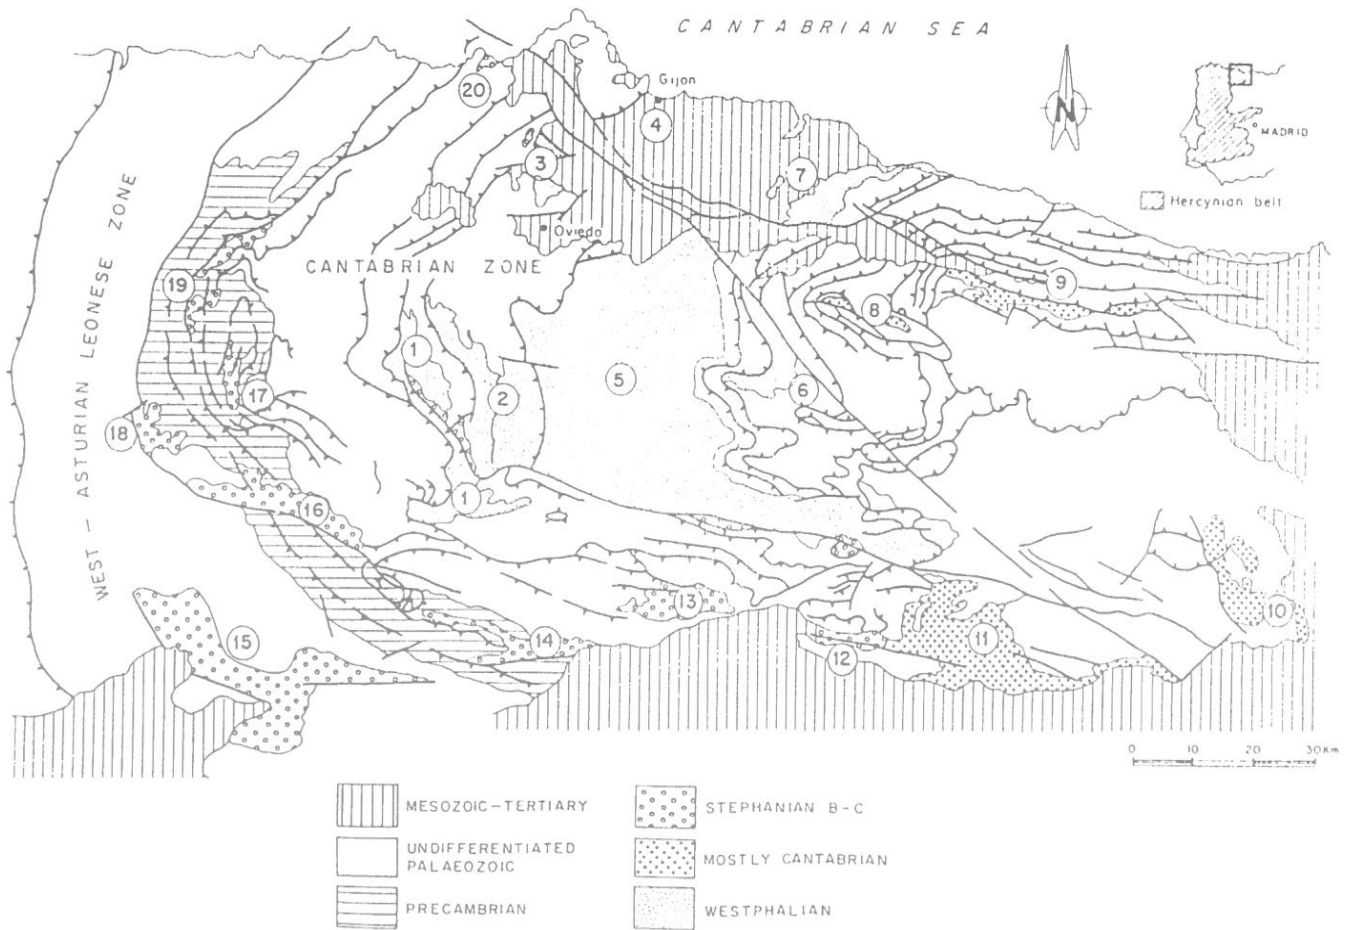 CANTABRIAN SEA
Gijon
N
MADRID
Hercynian belt
20
4
3
7
Oviedo
CANTABRIAN ZONE
WEST – ASTURIAN LEONESE ZONE
19
9
8
1
5
2
6
17
18
1
16
13
10
15
14
11
12
0 10 20 30 Km
MESOZOIC–TERTIARY
STEPHANIAN B–C
UNDIFFERENTIATED
PALAEOZOIC
MOSTLY CANTABRIAN
PRECAMBRIAN
WESTPHALIAN